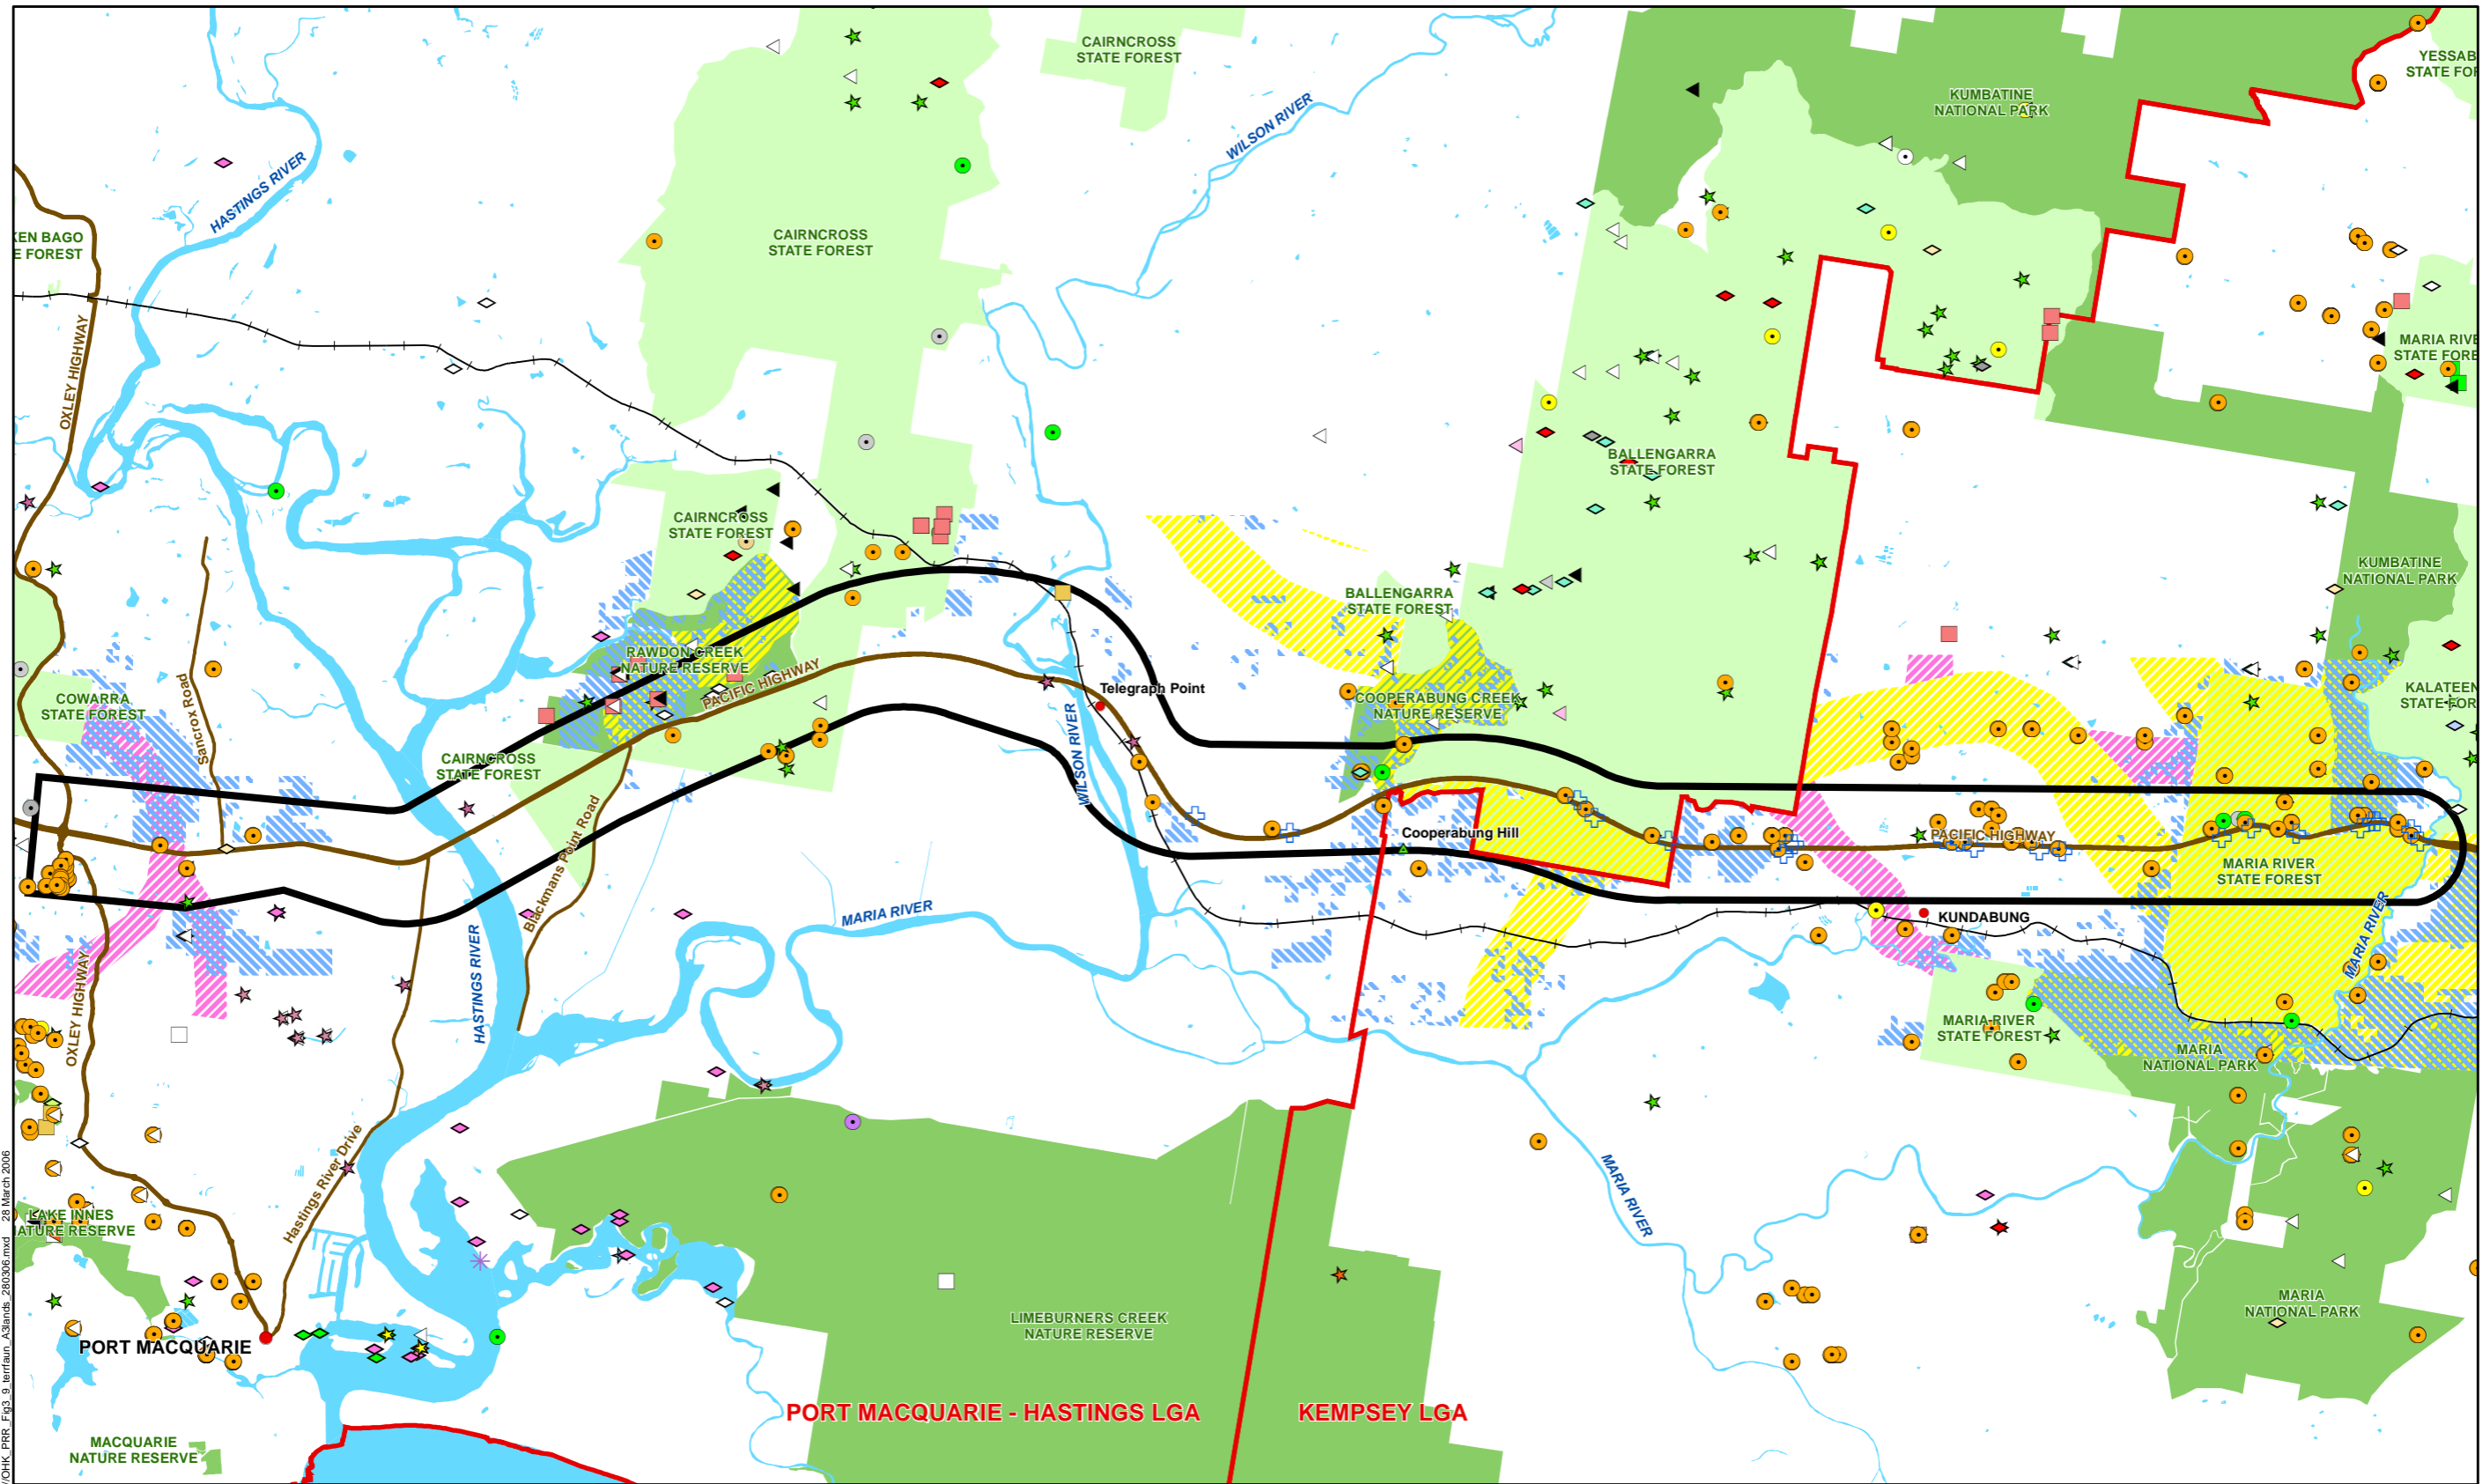 CAIRNCROSS
STATE FOREST
YESSAB
STATE FOR
KUMBATINE
NATIONAL PARK
WILSON RIVER
HASTINGS RIVER
KEN BAGO
E FOREST
CAIRNCROSS
STATE FOREST
OXLEY HIGHWAY
MARIA RIVE
STATE FORE
BALLENGARRA
STATE FOREST
CAIRNCROSS
STATE FOREST
KUMBATINE
NATIONAL PARK
BALLENGARRA
STATE FOREST
RAWDON CREEK
NATURE RESERVE
PACIFIC HIGHWAY
Telegraph Point
COOPERABUNG CREEK
NATURE RESERVE
KALATEEN
STATE FOR
COWARRA
STATE FOREST
Sancrox Road
CAIRNCROSS
STATE FOREST
WILSON RIVER
Blackmans Point Road
Cooperabung Hill
PACIFIC HIGHWAY
MARIA RIVER
STATE FOREST
MARIA RIVER
KUNDABUNG
MARIA RIVER
HASTINGS RIVER
OXLEY HIGHWAY
MARIA RIVER
STATE FOREST
MARIA
NATIONAL PARK
Hastings River Drive
MARIA RIVER
LAKE INNES
NATURE RESERVE
MARIA
NATIONAL PARK
LIMEBURNERS CREEK
NATURE RESERVE
PORT MACQUARIE
PORT MACQUARIE - HASTINGS LGA
KEMPSEY LGA
MACQUARIE
NATURE RESERVE
/OHK_PRR_Fig3_9_terrfaun_A3lands_280306.mxd 28 March 2006